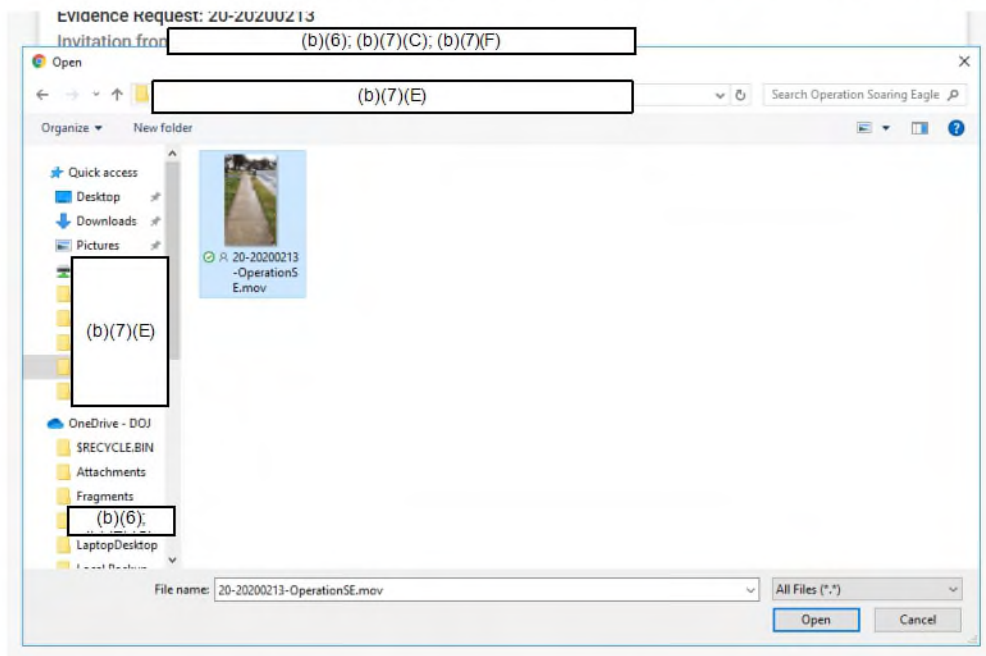 Evidence Request: 20-20200213
Invitation from
(b)(6); (b)(7)(C); (b)(7)(F)
Open
(b)(7)(E)
Search Operation Soaring Eagle
Organize
New folder
Quick access
Desktop
Downloads
Pictures
(b)(7)(E)
OneDrive - DOJ
$RECYCLE.BIN
Attachments
Fragments
(b)(6);
LaptopDesktop
20-20200213
-OperationS
E.mov
File name: 20-20200213-OperationSE.mov
All Files (*.*)
Open
Cancel